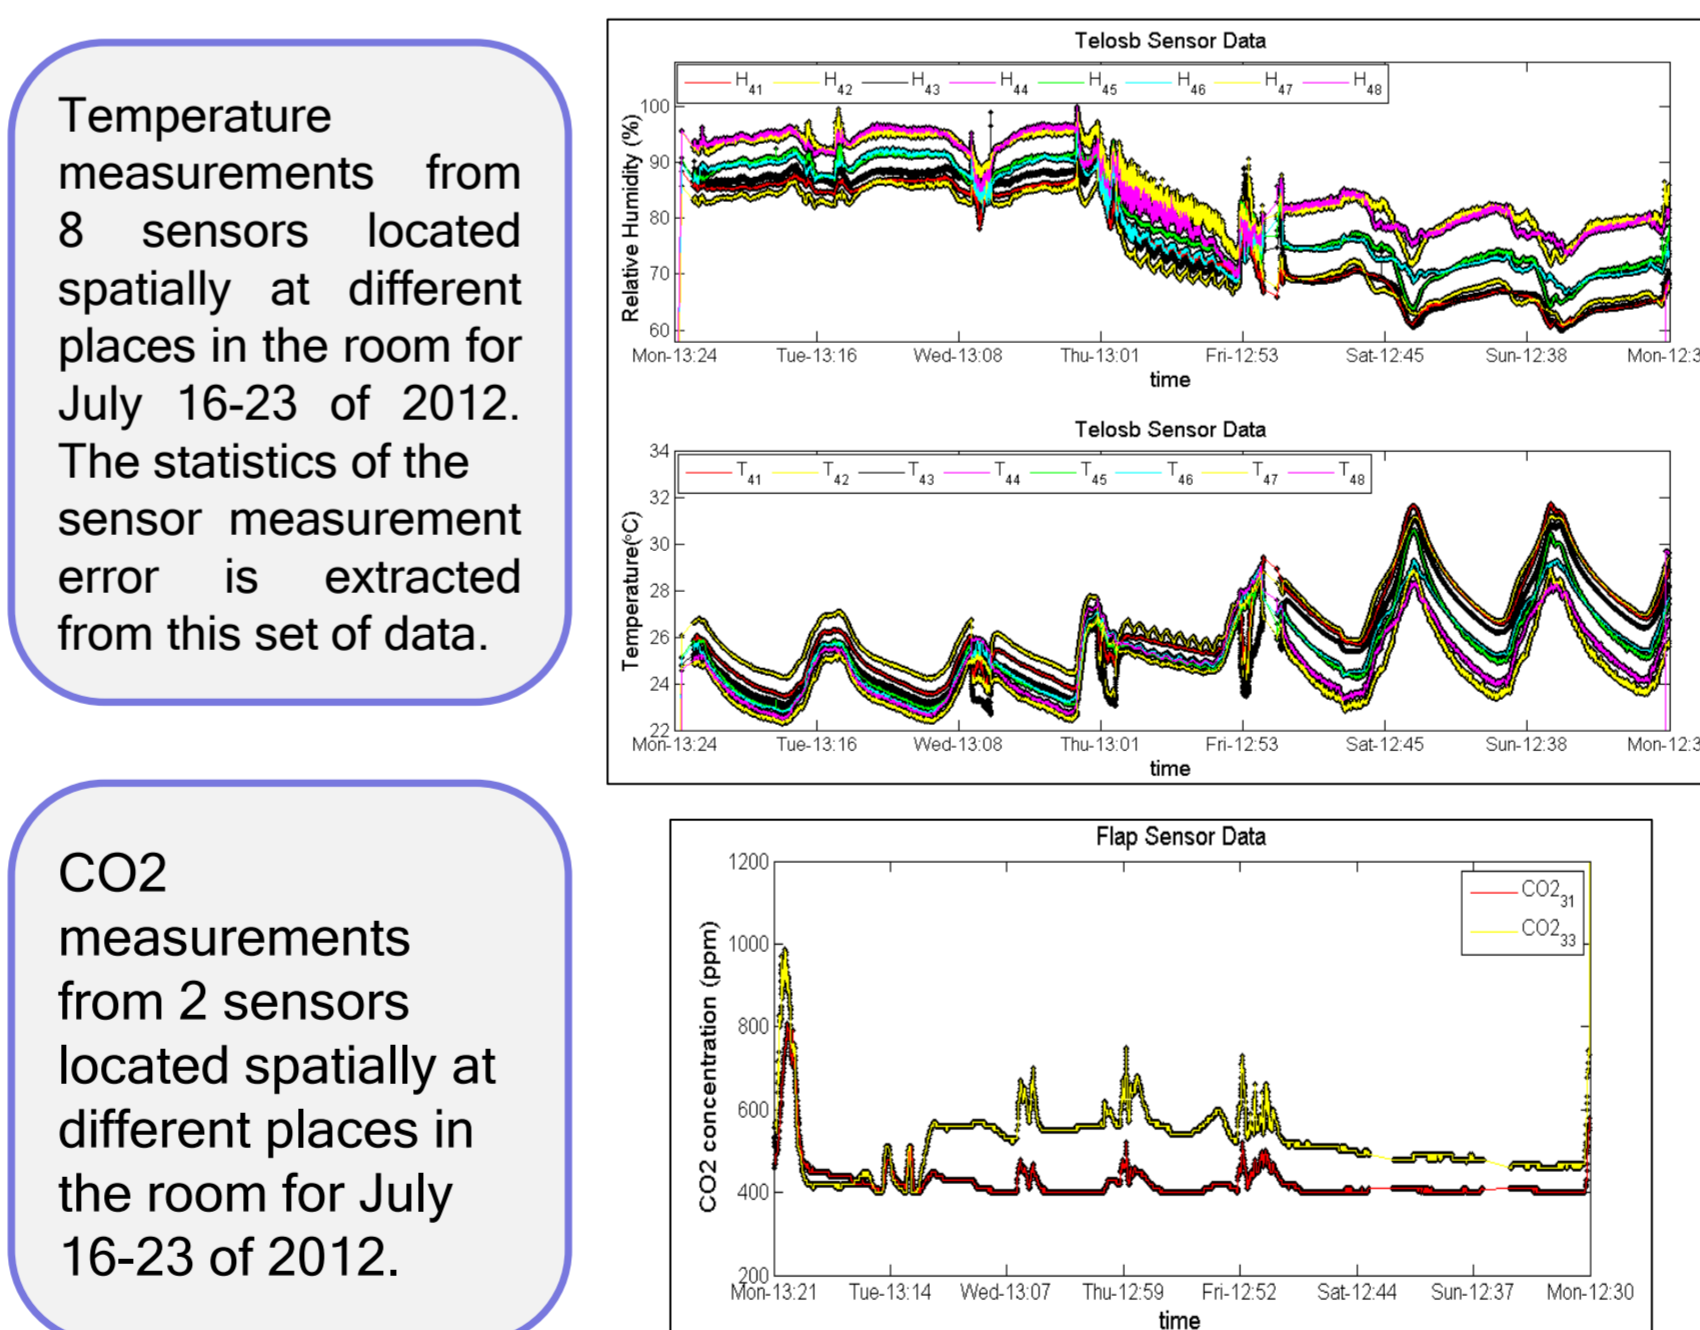 Temperature
measurements from
8 sensors located
spatially at different
places in the room for
July 16-23 of 2012.
The statistics of the
sensor measurement
error is extracted
from this set of data.
Telosb Sensor Data
H41 H42 H43 H44 H45 H46 H47 H48
Relative Humidity (%)
100
90
80
70
60
Mon-13:24 Tue-13:16 Wed-13:08 Thu-13:01 Fri-12:53 Sat-12:45 Sun-12:38 Mon-12:3
time
Telosb Sensor Data
T41 T42 T43 T44 T45 T46 T47 T48
Temperature(°C)
34
32
30
28
26
24
22
Mon-13:24 Tue-13:16 Wed-13:08 Thu-13:01 Fri-12:53 Sat-12:45 Sun-12:38 Mon-12:3
time
CO2
measurements
from 2 sensors
located spatially at
different places in
the room for July
16-23 of 2012.
Flap Sensor Data
CO231
CO233
CO2 concentration (ppm)
1200
1000
800
600
400
200
Mon-13:21 Tue-13:14 Wed-13:07 Thu-12:59 Fri-12:52 Sat-12:44 Sun-12:37 Mon-12:30
time